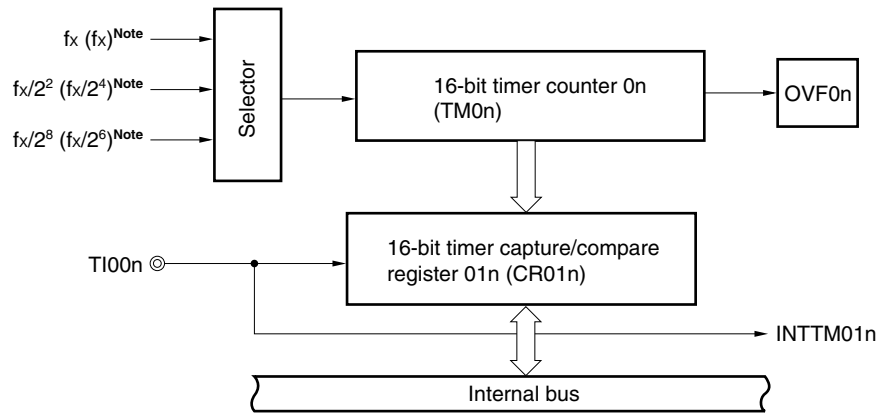 fx (fx)Note
fx/2² (fx/2⁴)Note
fx/2⁸ (fx/2⁶)Note
Selector
16-bit timer counter 0n
(TM0n)
OVF0n
16-bit timer capture/compare
register 01n (CR01n)
TI00n
INTTM01n
Internal bus